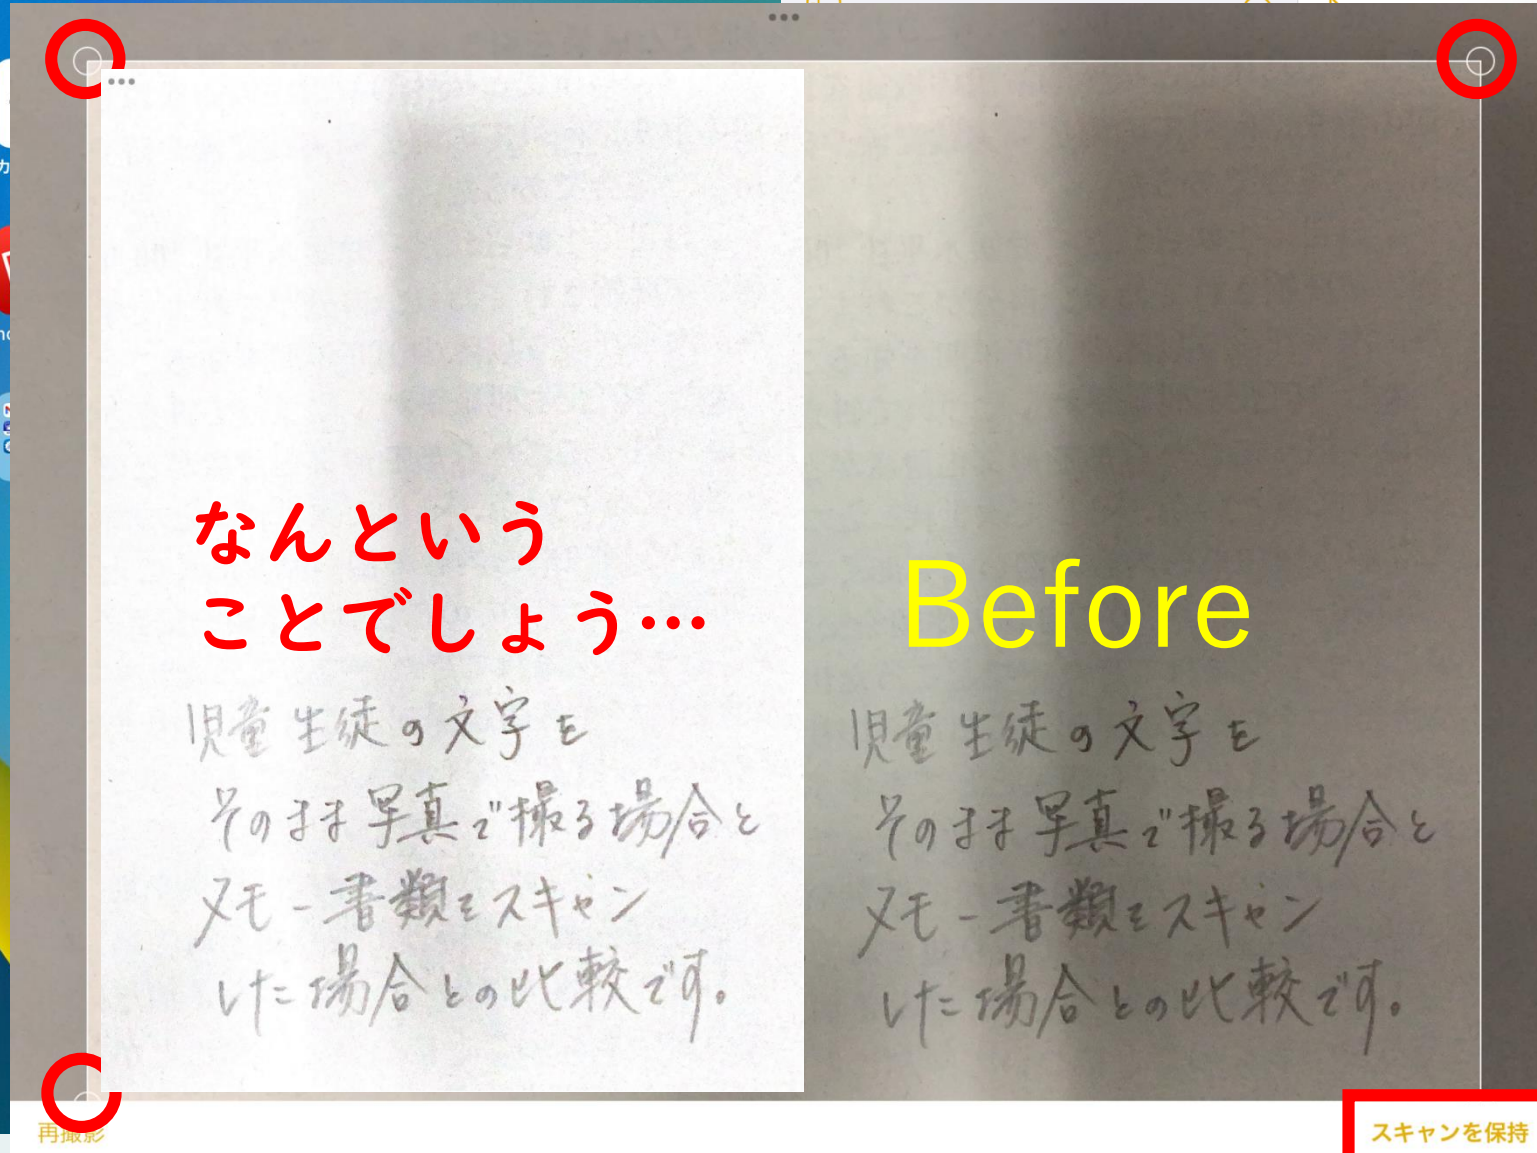 なんという
ことでしょう…
児童生徒の文字を
そのまま写真で撮る場合と
メモー書類をスキャン
した場合との比較です。
Before
児童生徒の文字を
そのまま写真で撮る場合と
メモー書類をスキャン
した場合との比較です。
再撮影
スキャンを保持